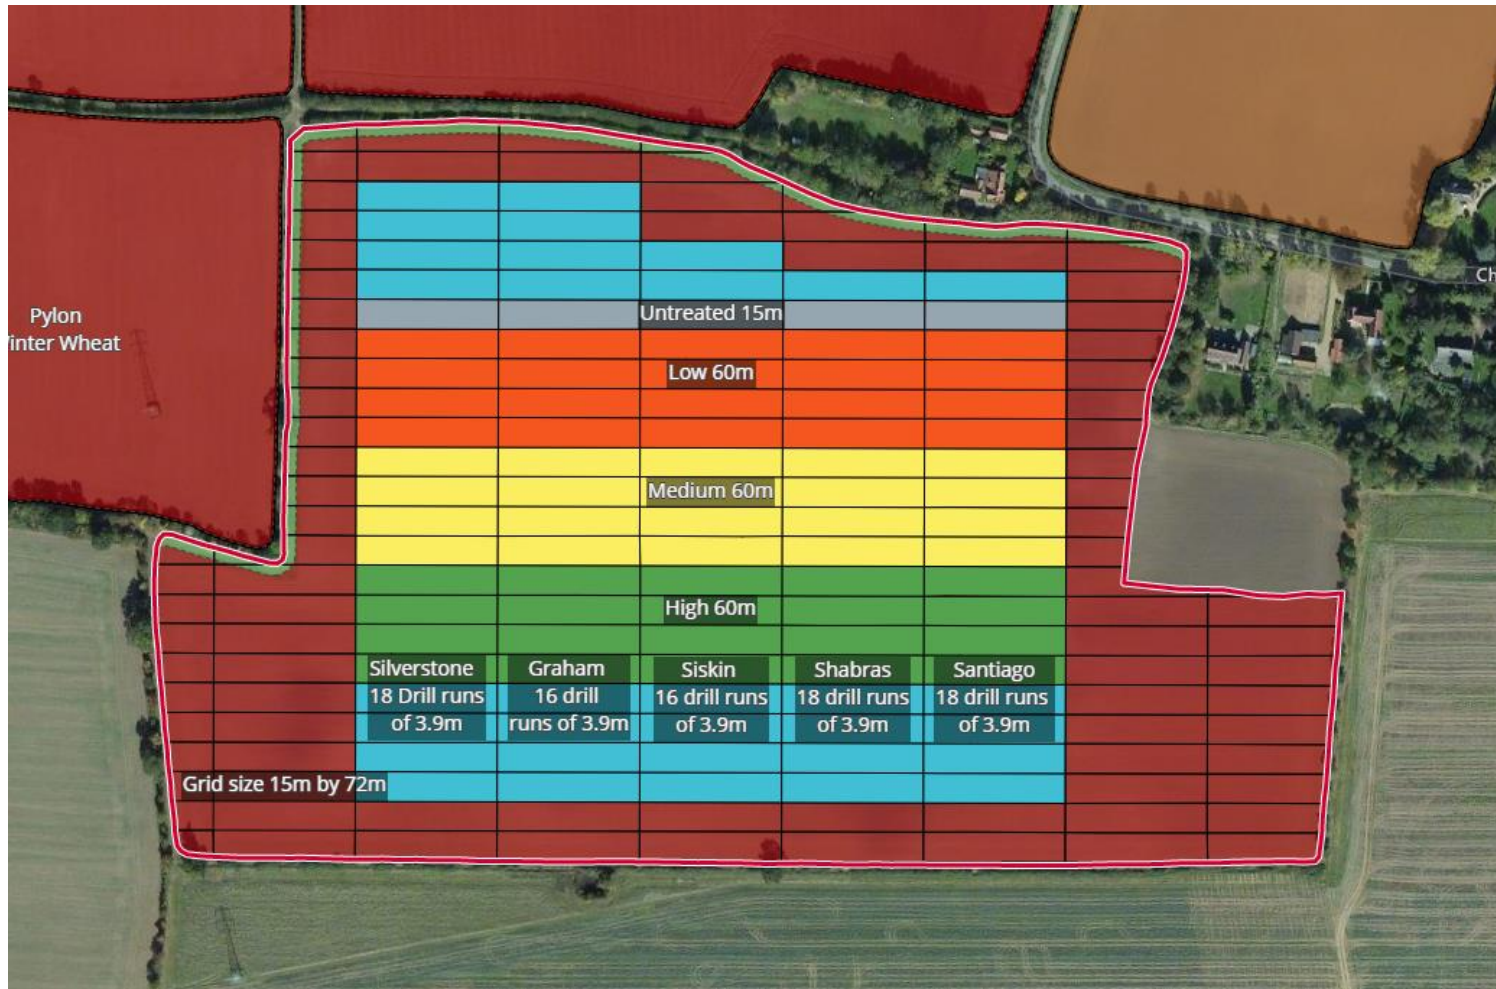 Ch
Pylon
inter Wheat
Untreated 15m
Low 60m
Medium 60m
High 60m
Silverstone
18 Drill runs
of 3.9m
Graham
16 drill
runs of 3.9m
Siskin
16 drill runs
of 3.9m
Shabras
18 drill runs
of 3.9m
Santiago
18 drill runs
of 3.9m
Grid size 15m by 72m